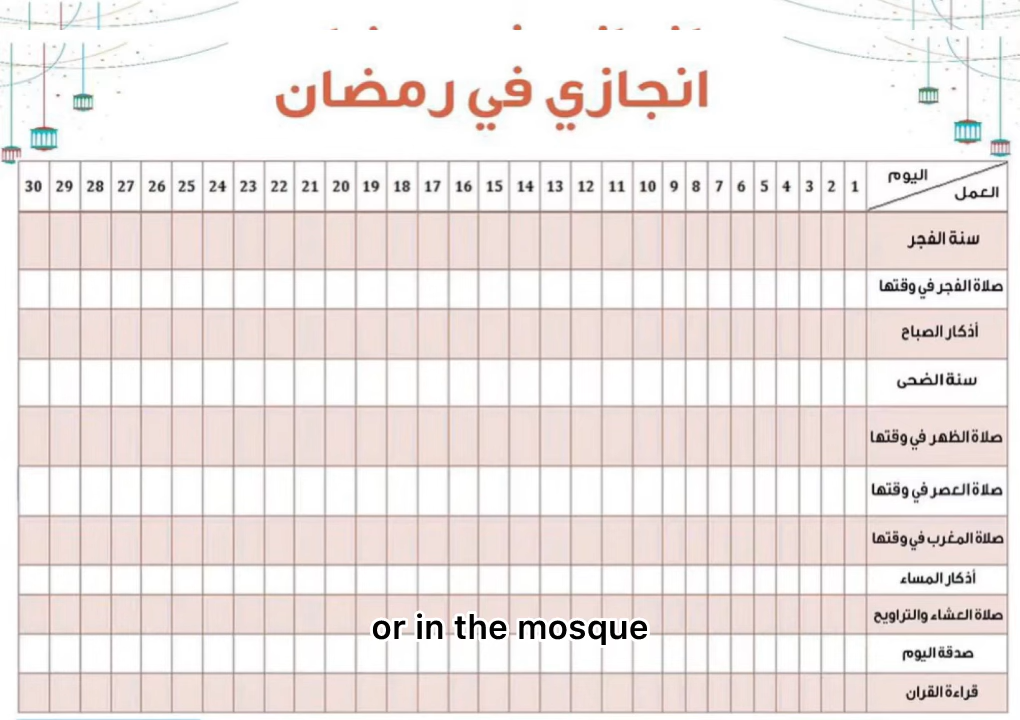 انجازي في رمضان
اليوم 1 2 3 4 5 6 7 8 9 10 11 12 13 14 15 16 17 18 19 20 21 22 23 24 25 26 27 28 29 30
العمل
سنة الفجر
صلاة الفجر في وقتها
أذكار الصباح
سنة الضحى
صلاة الظهر في وقتها
صلاة العصر في وقتها
صلاة المغرب في وقتها
أذكار المساء
صلاة العشاء والتراويح
or in the mosque
صدقة اليوم
قراءة القران